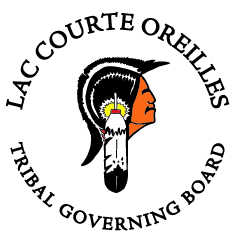 LAC COURTE OREILLES
TRIBAL GOVERNING BOARD